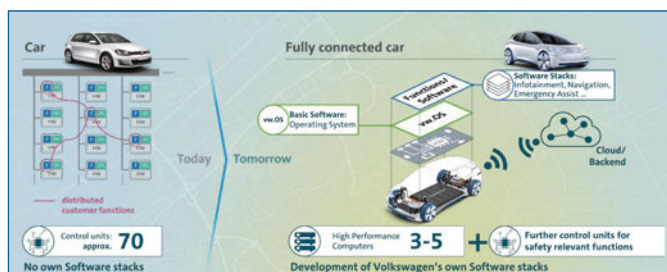 Car
Fully connected car
Functions/
Software
Software Stacks:
Infotainment, Navigation,
Emergency Assist ...
vw.OS
Basic Software:
Operating System
vw.OS
Today
Tomorrow
Cloud/
Backend
distributed
customer functions
Control units:
approx.
70
High Performance
Computers
3-5
Further control units for
safety relevant functions
No own Software stacks
Development of Volkswagen's own Software stacks